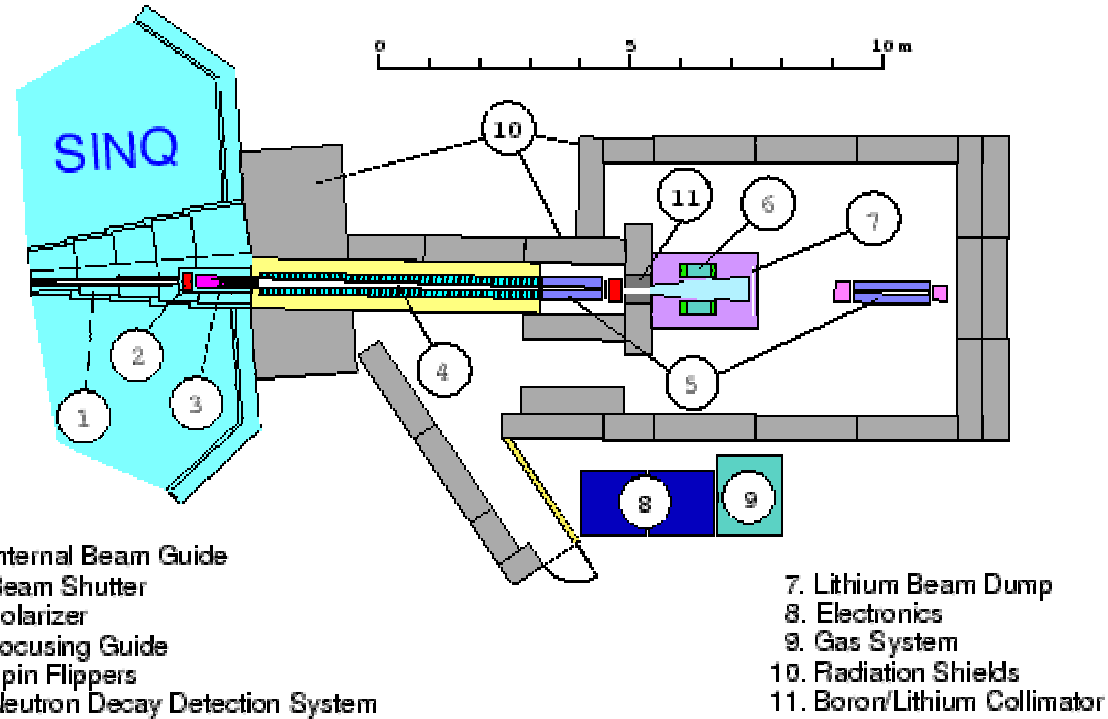 0 5 10 m
SINQ
10
11
6
7
2
3
4
5
1
8
9
nternal Beam Guide
Beam Shutter
olarizer
ocusing Guide
pin Flippers
Neutron Decay Detection System
7. Lithium Beam Dump
8. Electronics
9. Gas System
10. Radiation Shields
11. Boron/Lithium Collimator